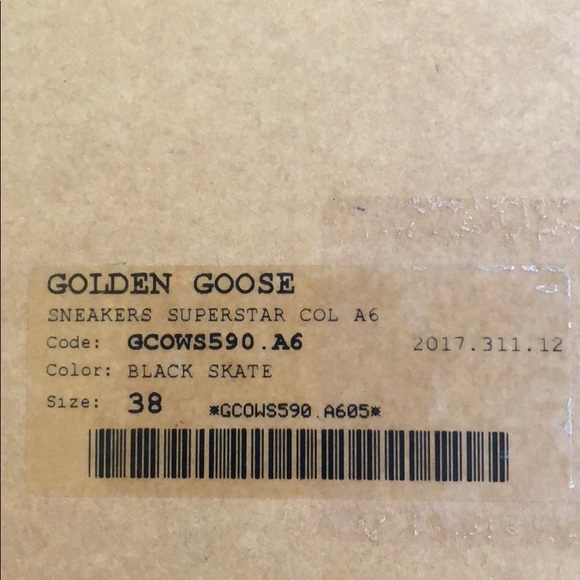 GOLDEN GOOSE
SNEAKERS SUPERSTAR COL A6
Code: GCOWS590.A6 2017.311.12
Color: BLACK SKATE
Size: 38 *GCOWS590.A605*